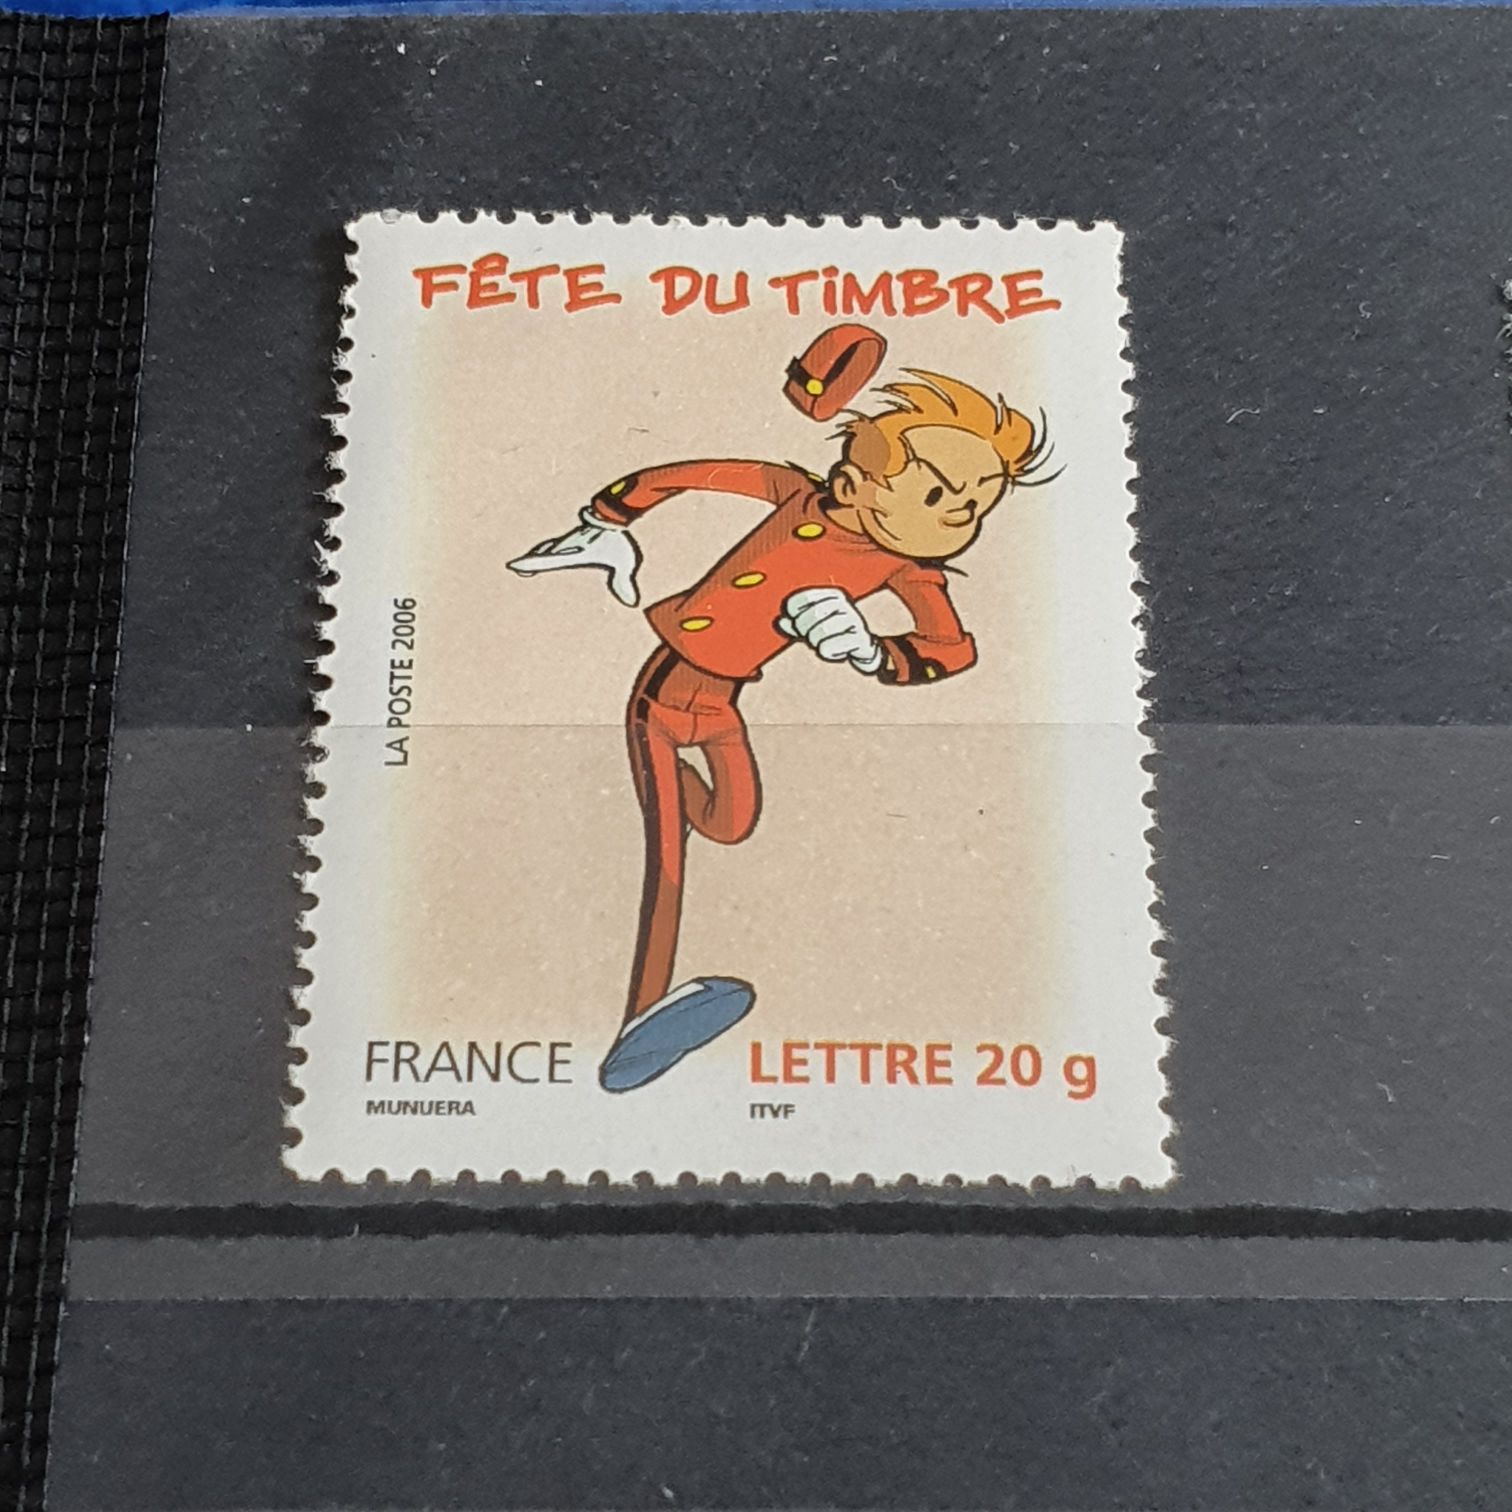 FÊTE DU TiMBRE
LA POSTE 2006
FRANCE
LETTRE 20 g
MUNUERA
ITVF